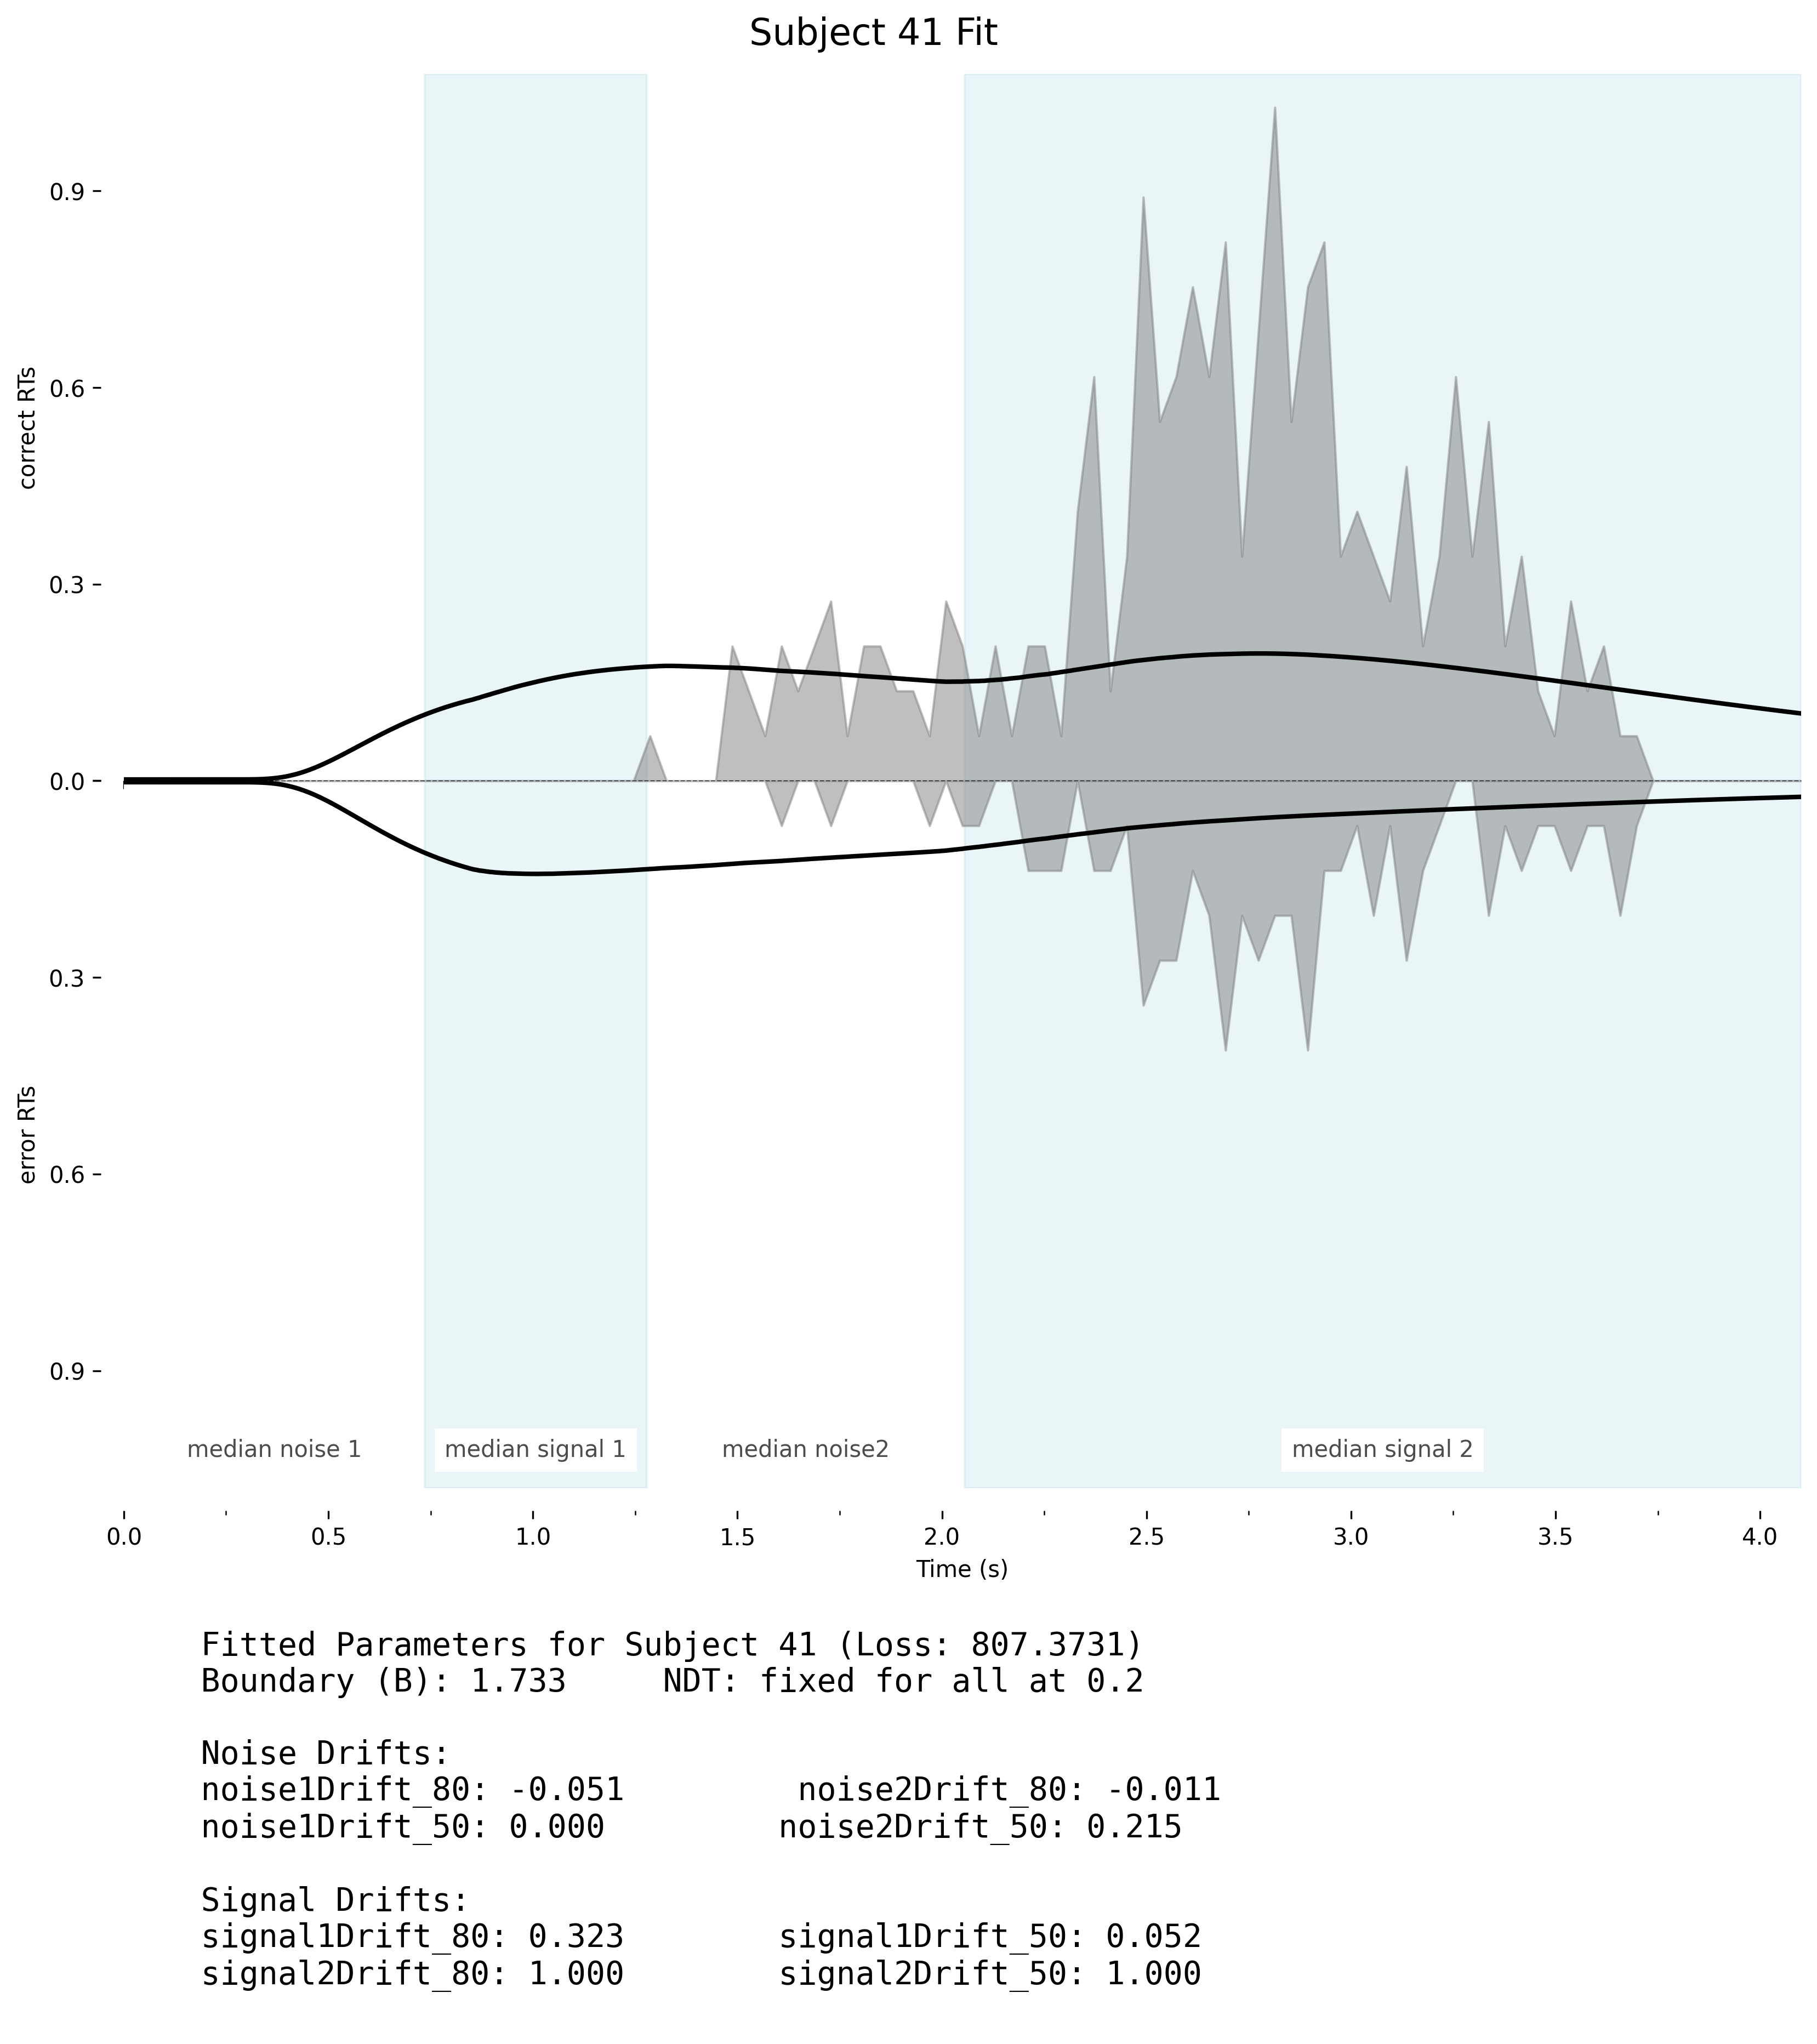 Subject 41 Fit
0.9
0.6
0.3
0.0
0.3
0.6
0.9
correct RTs
error RTs
median noise 1
median signal 1
median noise2
median signal 2
0.0 0.5 1.0 1.5 2.0 2.5 3.0 3.5 4.0
Time (s)
Fitted Parameters for Subject 41 (Loss: 807.3731)
Boundary (B): 1.733 NDT: fixed for all at 0.2
Noise Drifts:
noise1Drift_80: -0.051 noise2Drift_80: -0.011
noise1Drift_50: 0.000 noise2Drift_50: 0.215
Signal Drifts:
signal1Drift_80: 0.323 signal1Drift_50: 0.052
signal2Drift_80: 1.000 signal2Drift_50: 1.000